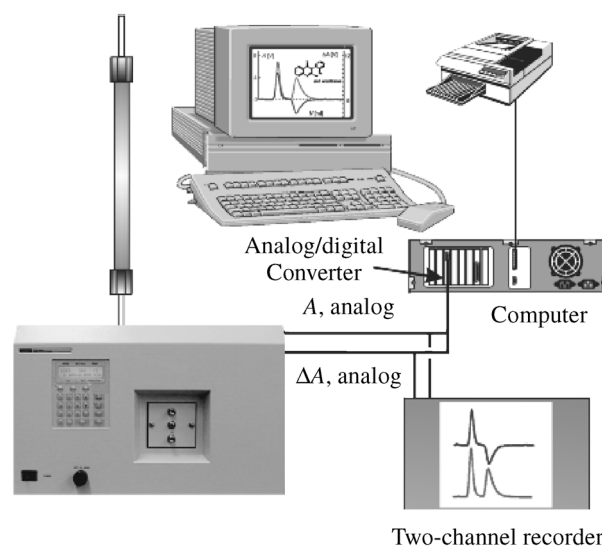 Analog/digital
Converter
A, analog
Computer
ΔA, analog
Two-channel recorder